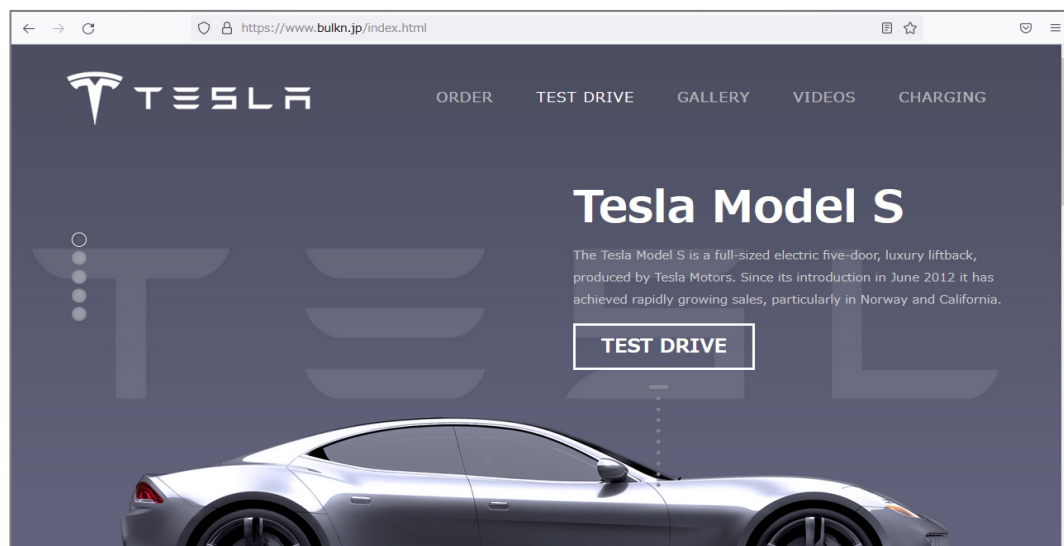 https://www.bulkn.jp/index.html
TESLA
ORDER TEST DRIVE GALLERY VIDEOS CHARGING
Tesla Model S
The Tesla Model S is a full-sized electric five-door, luxury liftback,
produced by Tesla Motors. Since its introduction in June 2012 it has
achieved rapidly growing sales, particularly in Norway and California.
TEST DRIVE
TESL